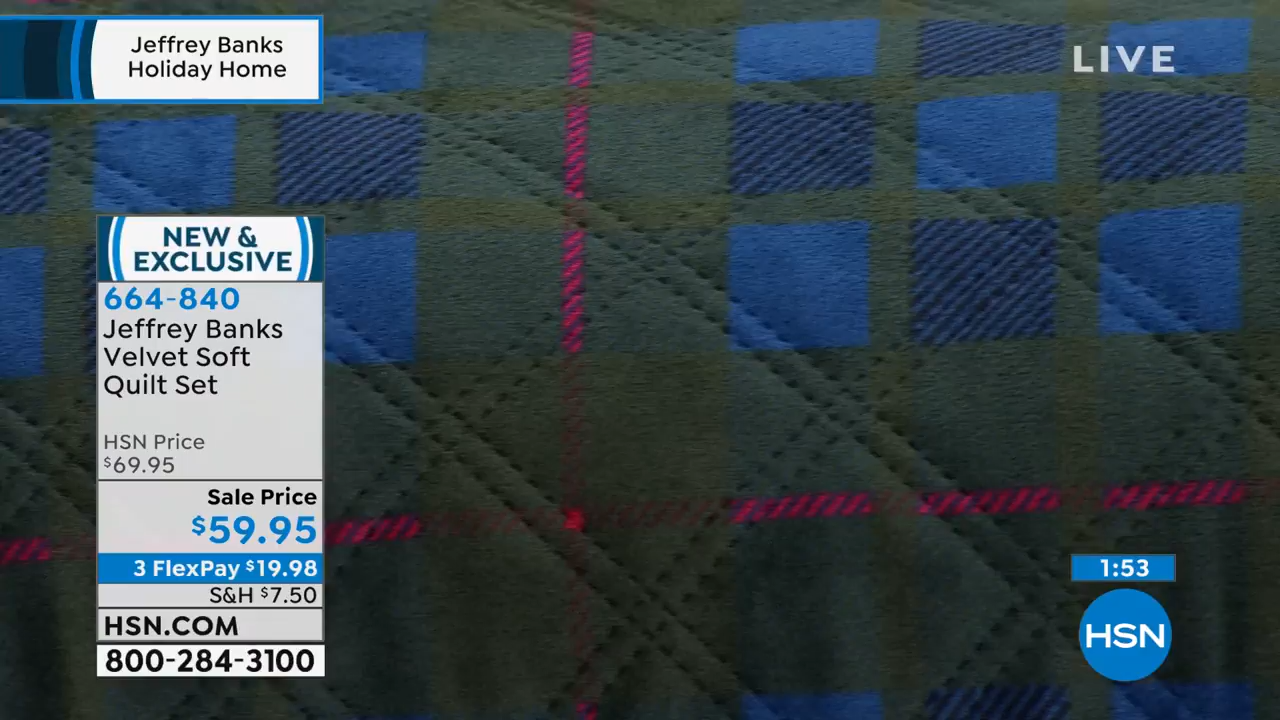 Jeffrey Banks
Holiday Home
LIVE
NEW &
EXCLUSIVE
664-840
Jeffrey Banks
Velvet Soft
Quilt Set
HSN Price
$69.95
Sale Price
$59.95
3 FlexPay $19.98
S&H $7.50
HSN.COM
800-284-3100
1:53
HSN